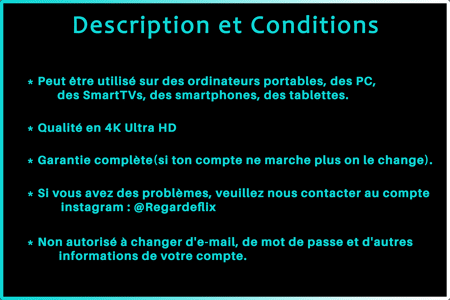 Description et Conditions
* Peut être utilisé sur des ordinateurs portables, des PC,
des SmartTVs, des smartphones, des tablettes.
* Qualité en 4K Ultra HD
* Garantie complète(si ton compte ne marche plus on le change).
* Si vous avez des problèmes, veuillez nous contacter au compte
instagram : @Regardeflix
* Non autorisé à changer d'e-mail, de mot de passe et d'autres
informations de votre compte.